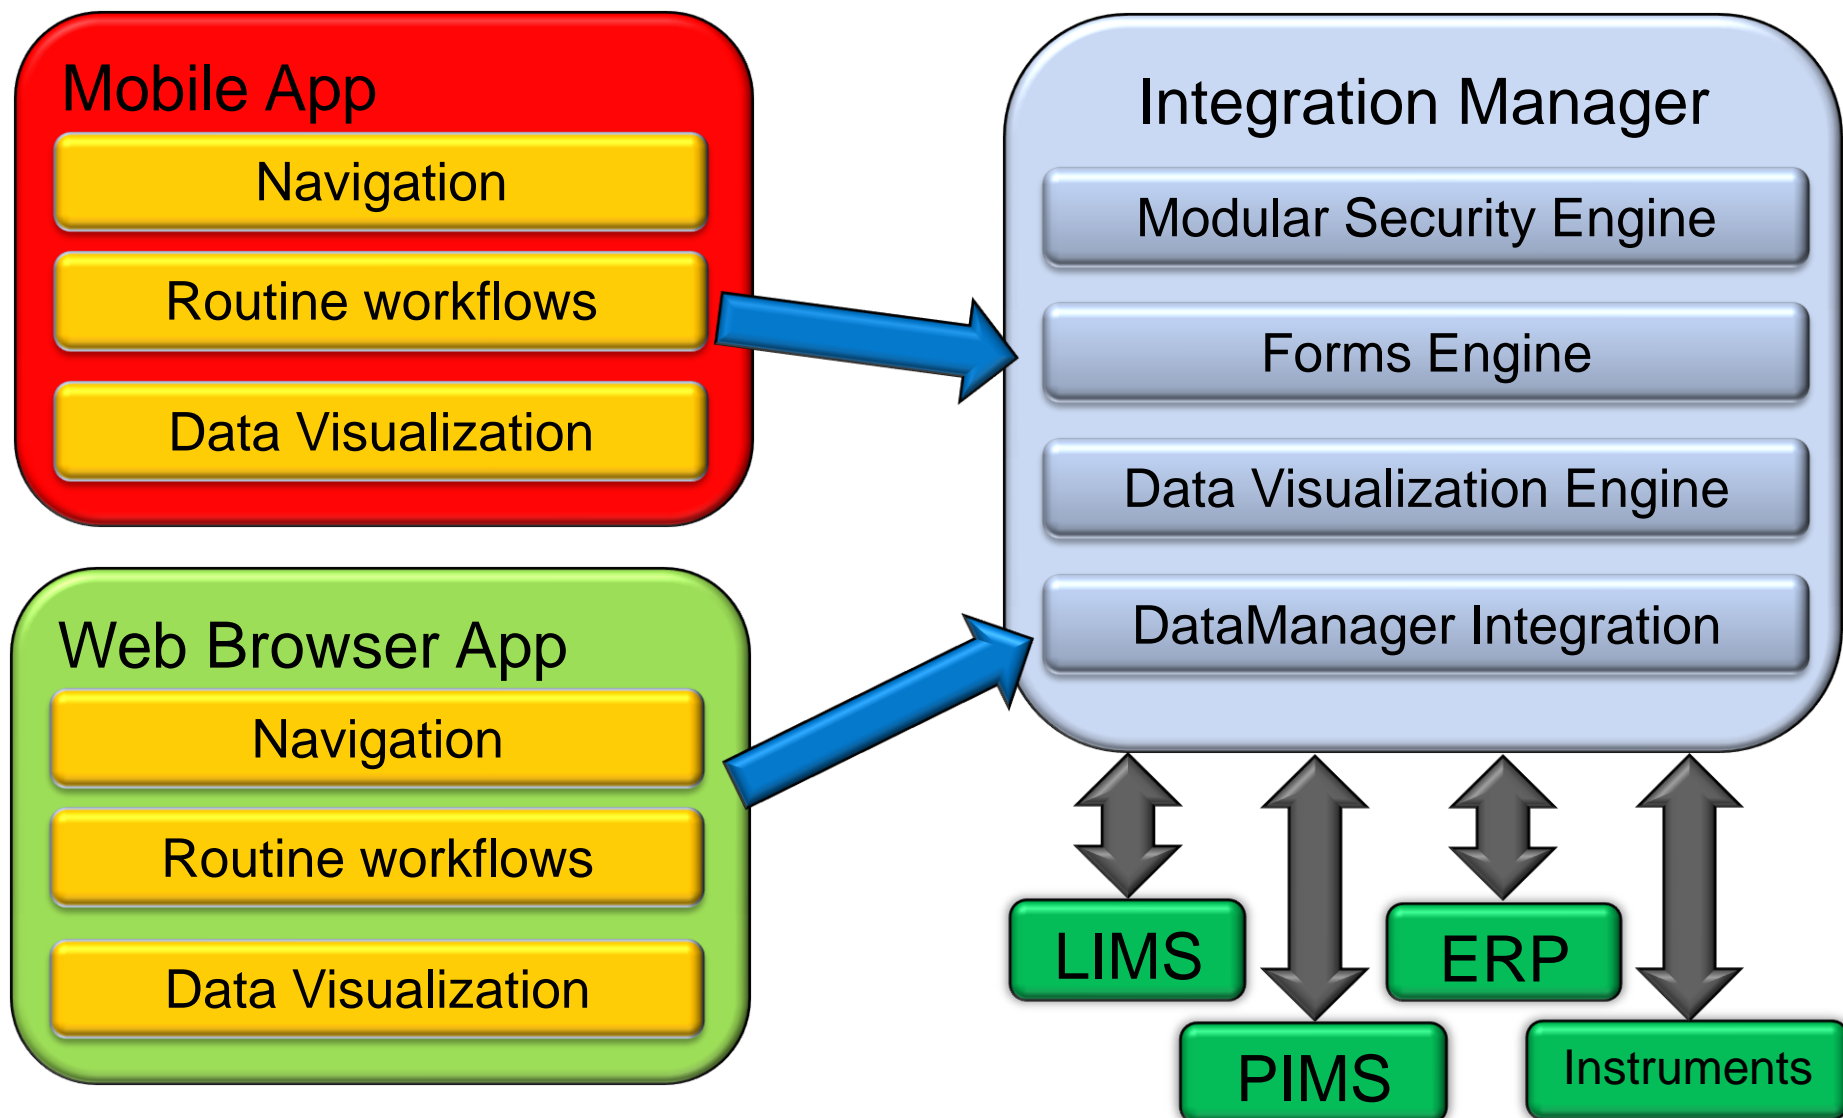 Mobile App
Navigation
Routine workflows
Data Visualization
Web Browser App
Navigation
Routine workflows
Data Visualization
Integration Manager
Modular Security Engine
Forms Engine
Data Visualization Engine
DataManager Integration
LIMS
ERP
PIMS
Instruments